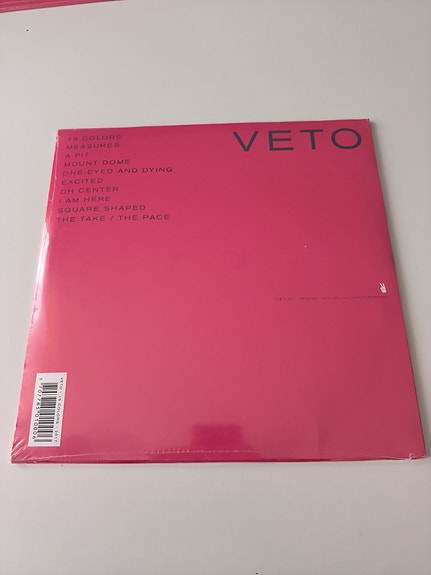 VETO
16 COLORS
MEASURES
A PIT
MOUNT DOME
ONE-EYED AND DYING
EXCITED
OH CENTER
I AM HERE
SQUARE SHAPED
THE TAKE / THE PACE